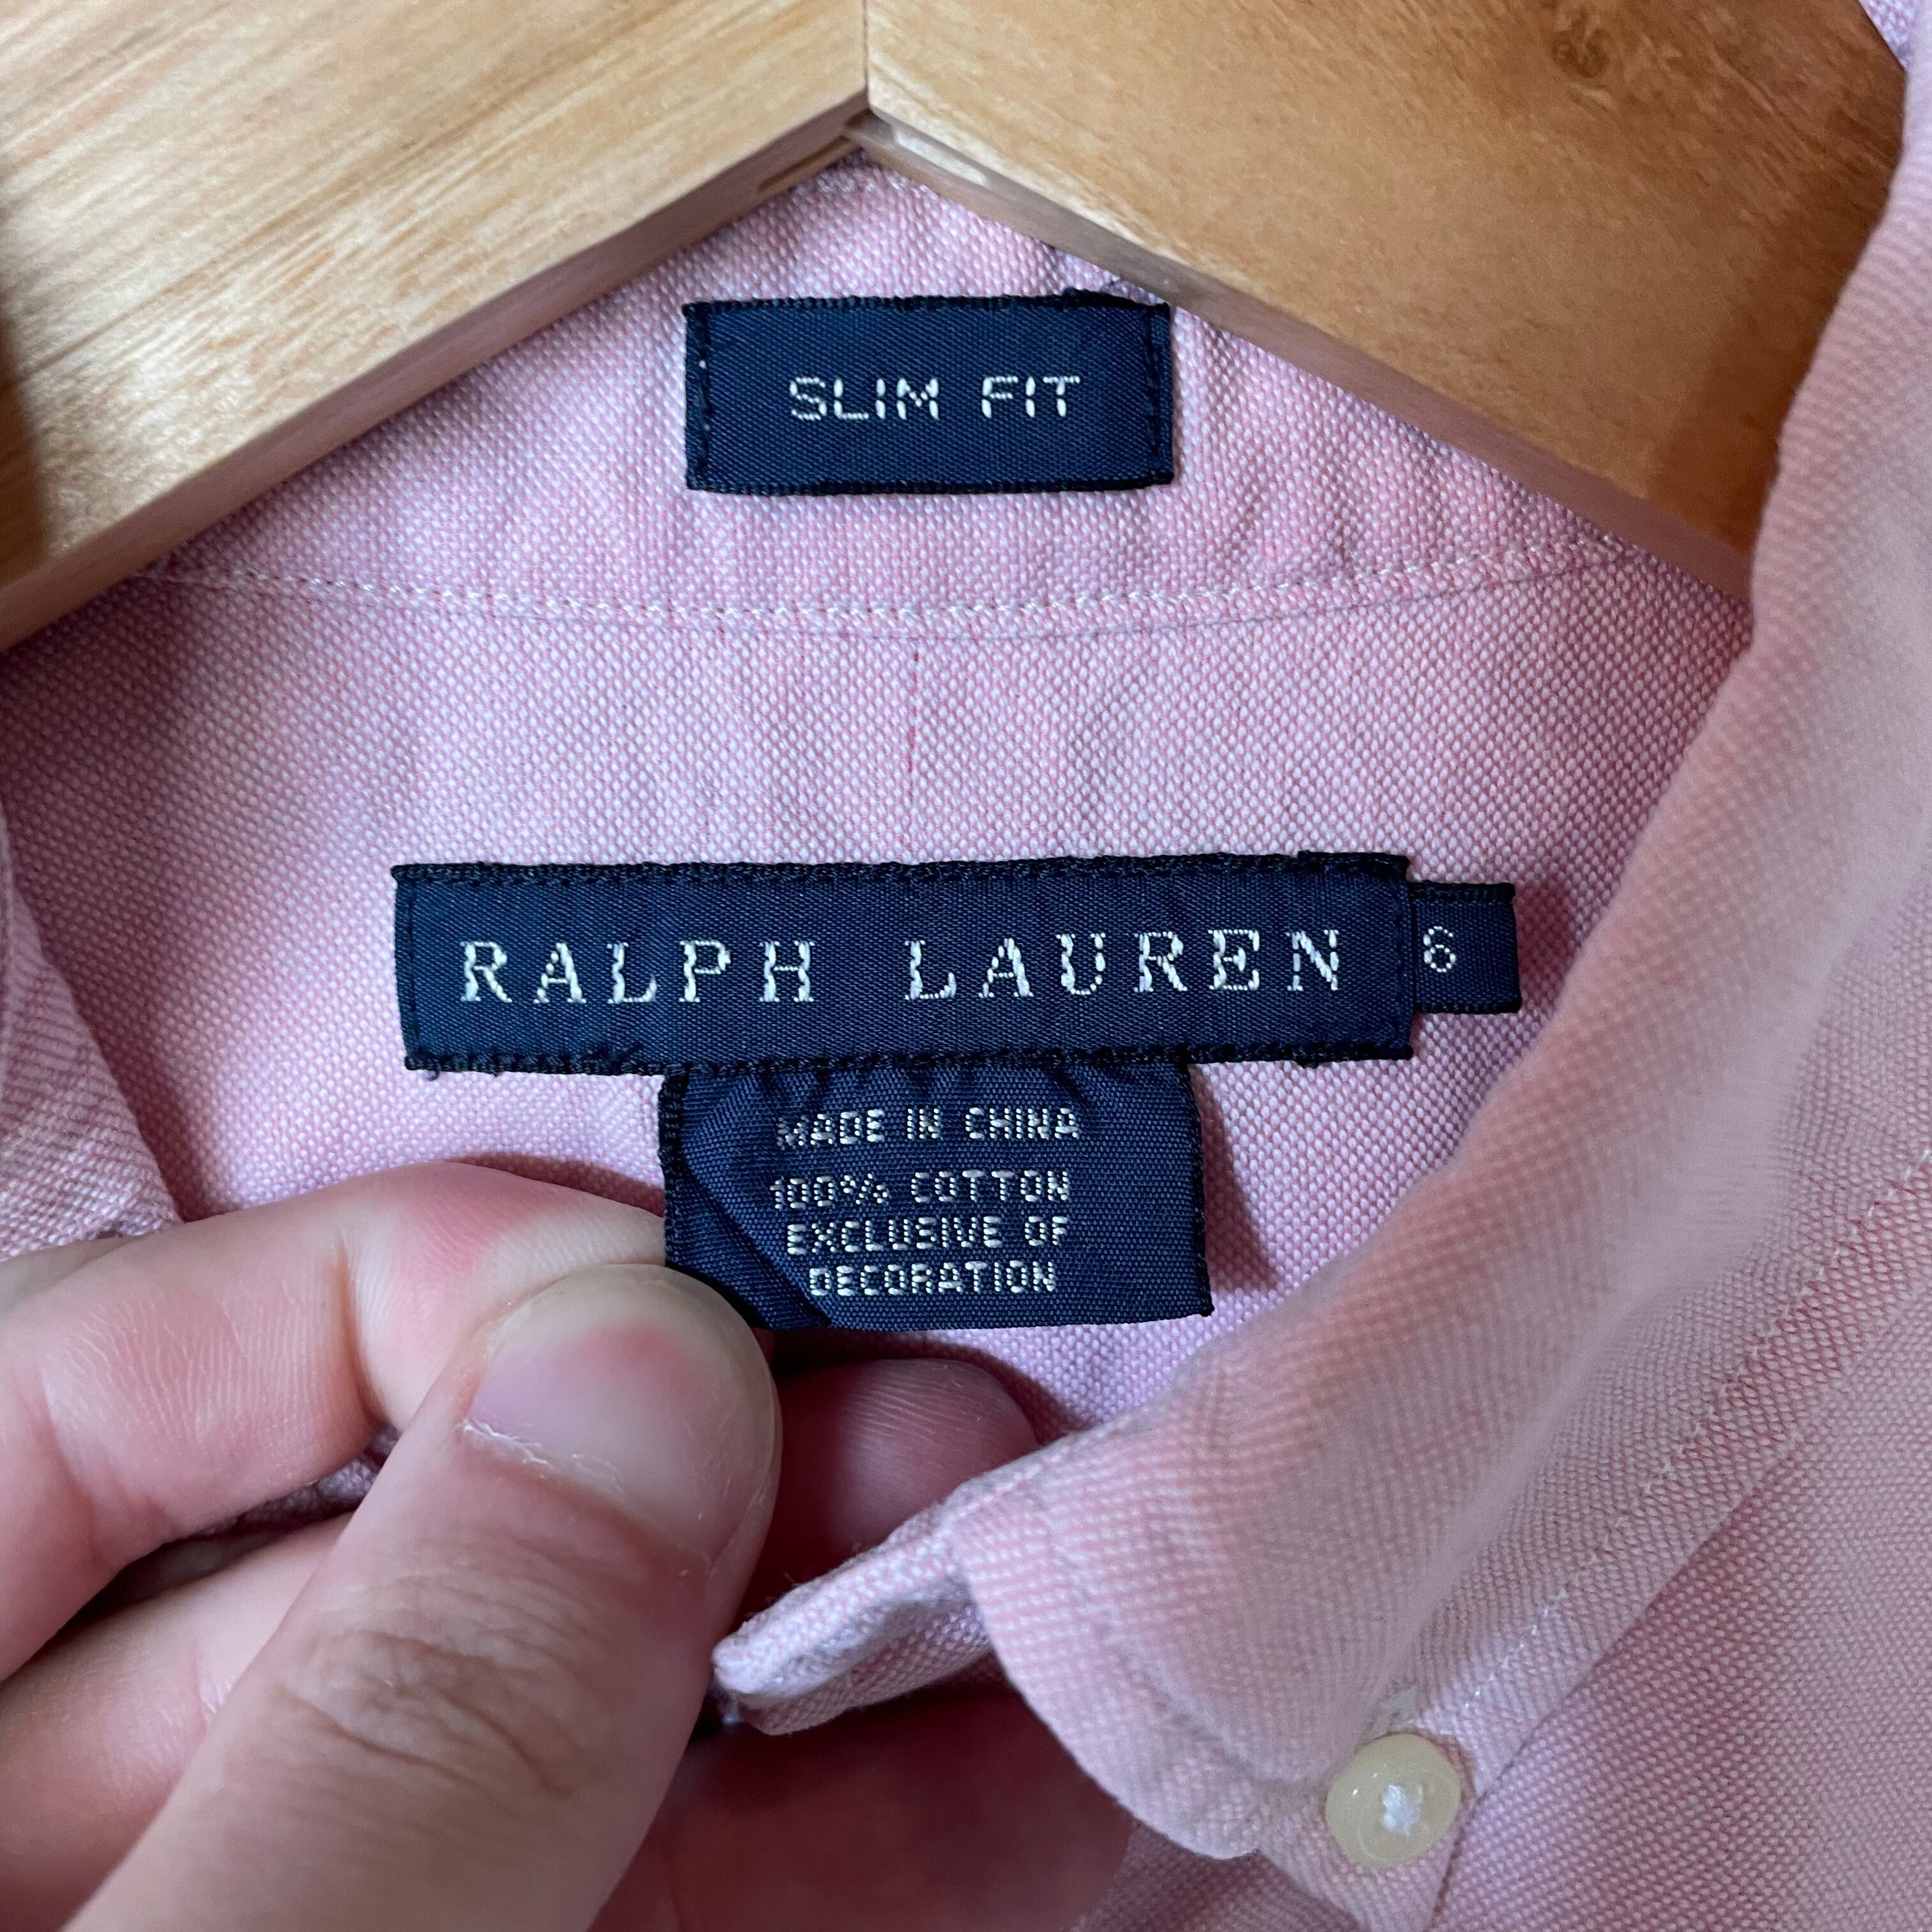 SLIM FIT
RALPH LAUREN 6
MADE IN CHINA
100% COTTON
EXCLUSIVE OF
DECORATION